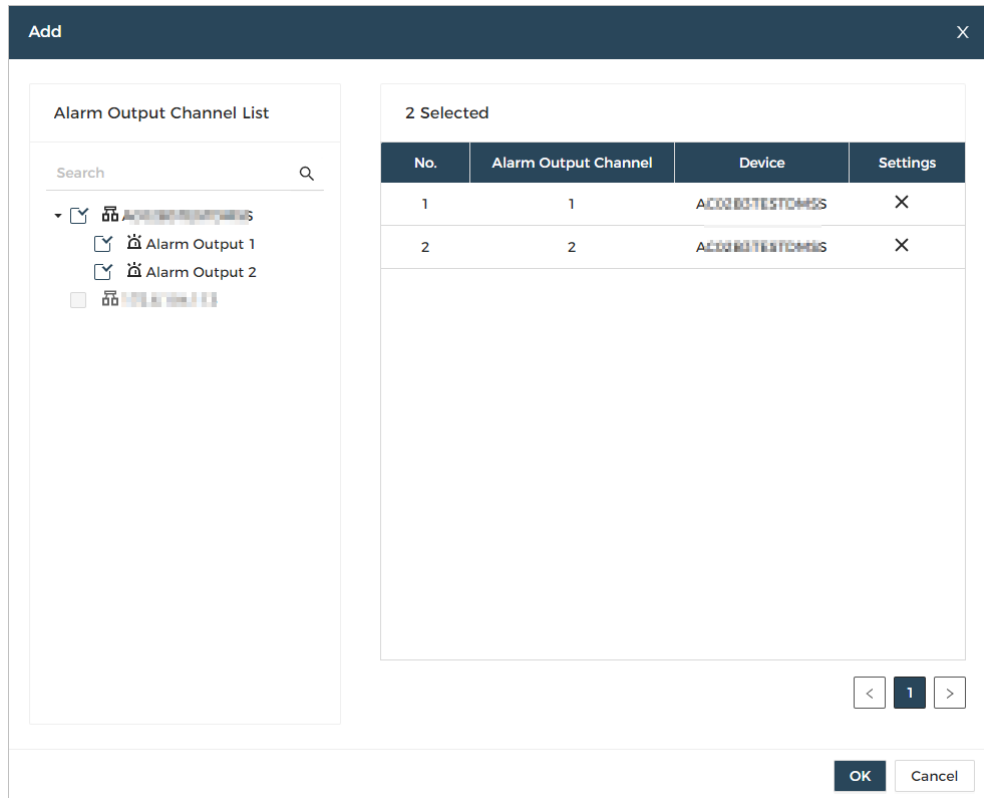 Add X
Alarm Output Channel List
Search
Alarm Output 1
Alarm Output 2
2 Selected
No. Alarm Output Channel Device Settings
1 1
2 2
< 1 >
OK Cancel